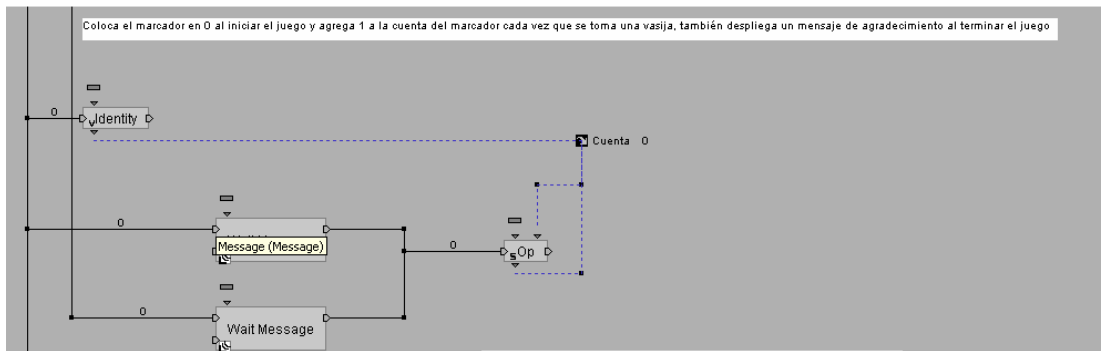 Coloca el marcador en 0 al iniciar el juego y agrega 1 a la cuenta del marcador cada vez que se toma una vasija, también despliega un mensaje de agradecimiento al terminar el juego
0
Identity
V
Cuenta 0
0
Message (Message)
0
Op
s
0
Wait Message